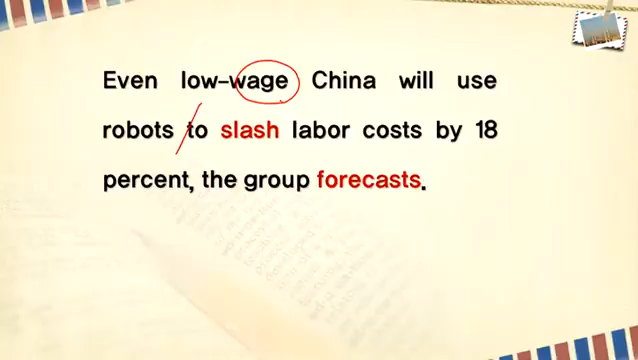 Even low-wage China will use
robots to slash labor costs by 18
percent, the group forecasts.